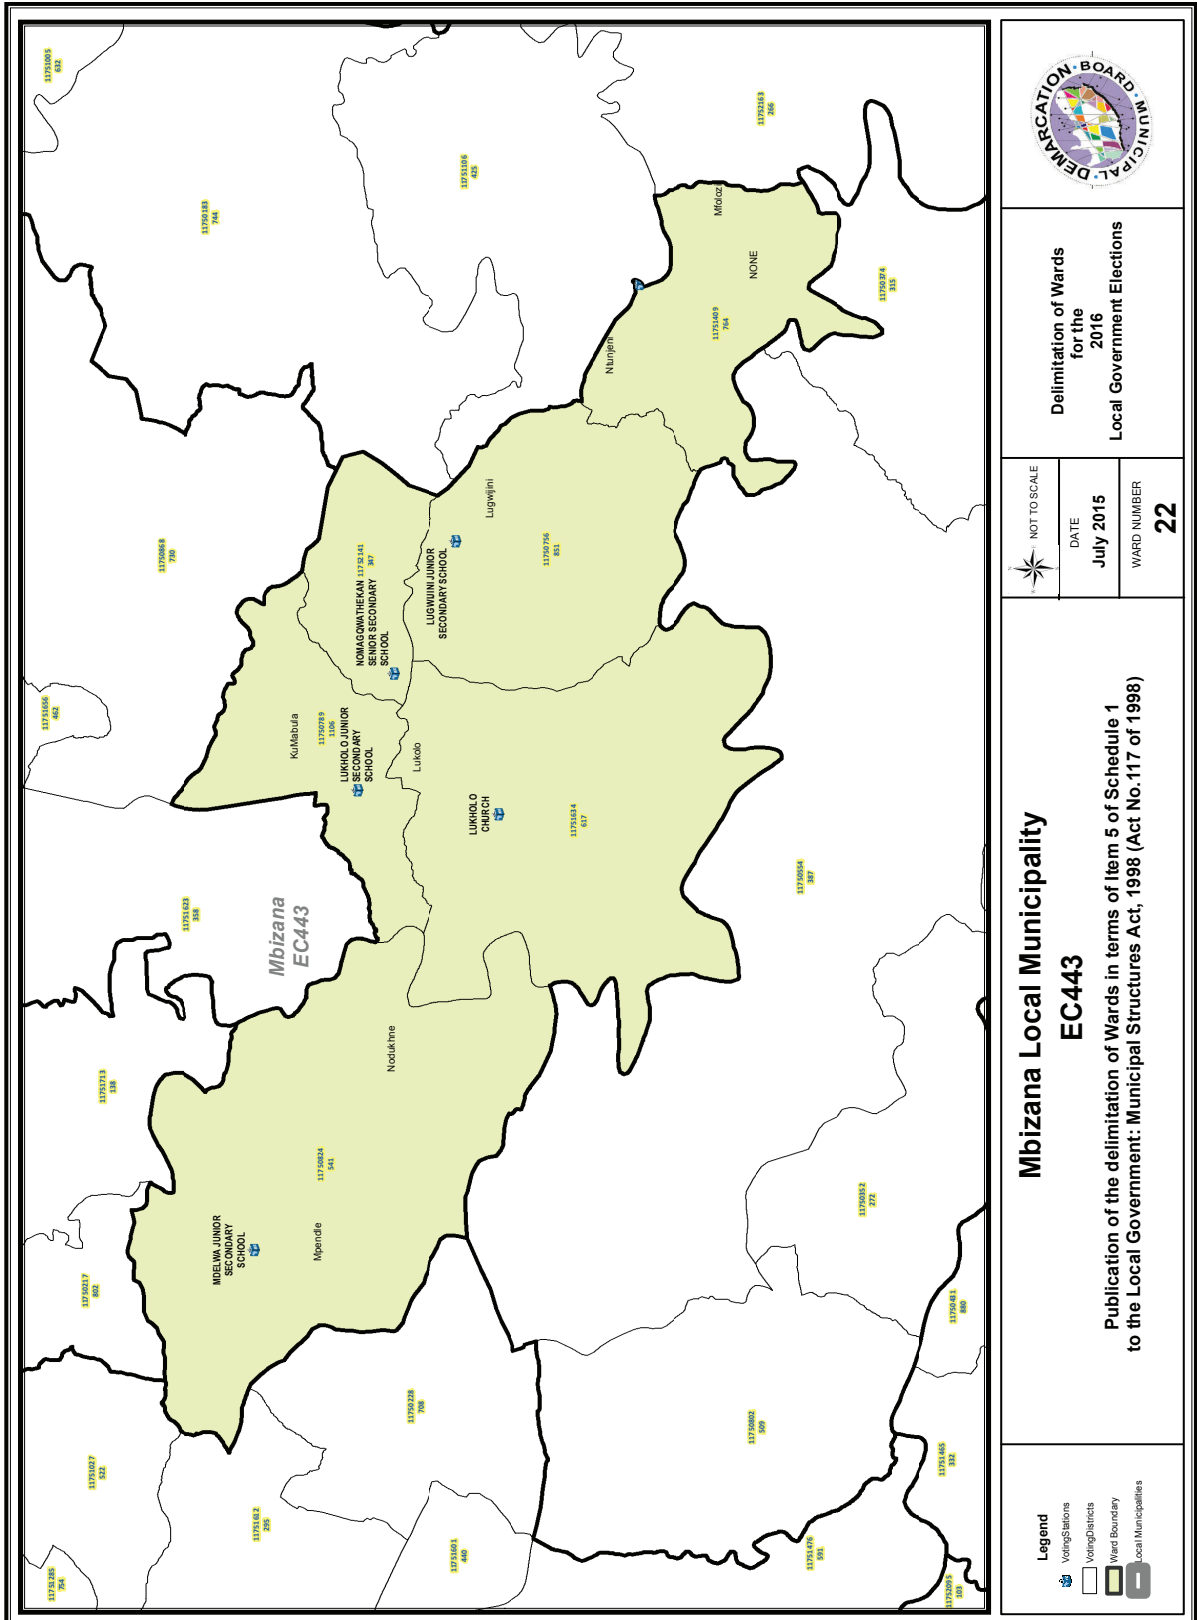 11751005
632
11750183
744
11751106
425
11752163
266
11750374
315
Mfolozi
NONE
11751409
764
Ntunjeni
11750868
730
11751656
462
Lugwijini
11750756
851
LUGWIJINI JUNIOR
SECONDARY SCHOOL
11752141
347
NOMAGQWATHEKAN
SENIOR SECONDARY
SCHOOL
KuMabula
11750789
1106
LUKHOLO JUNIOR
SECONDARY
SCHOOL
Lukolo
LUKHOLO
CHURCH
11751634
617
11750554
387
11751623
358
Mbizana
EC443
Nodukhne
11751713
138
11750824
541
MDELWA JUNIOR
SECONDARY
SCHOOL
Mpendle
11750217
802
11750352
272
11750431
880
11750228
708
11750802
509
11751027
522
11751612
295
11751465
332
11751285
754
11751601
440
11751476
591
11752095
103
Legend
VotingStations
VotingDistricts
Ward Boundary
Local Municipalities
Mbizana Local Municipality
EC443
Publication of the delimitation of Wards in terms of Item 5 of Schedule 1
to the Local Government: Municipal Structures Act, 1998 (Act No.117 of 1998)
NOT TO SCALE
DATE
July 2015
WARD NUMBER
22
Delimitation of Wards
for the
2016
Local Government Elections
MUNICIPAL · DEMARCATION · BOARD ·